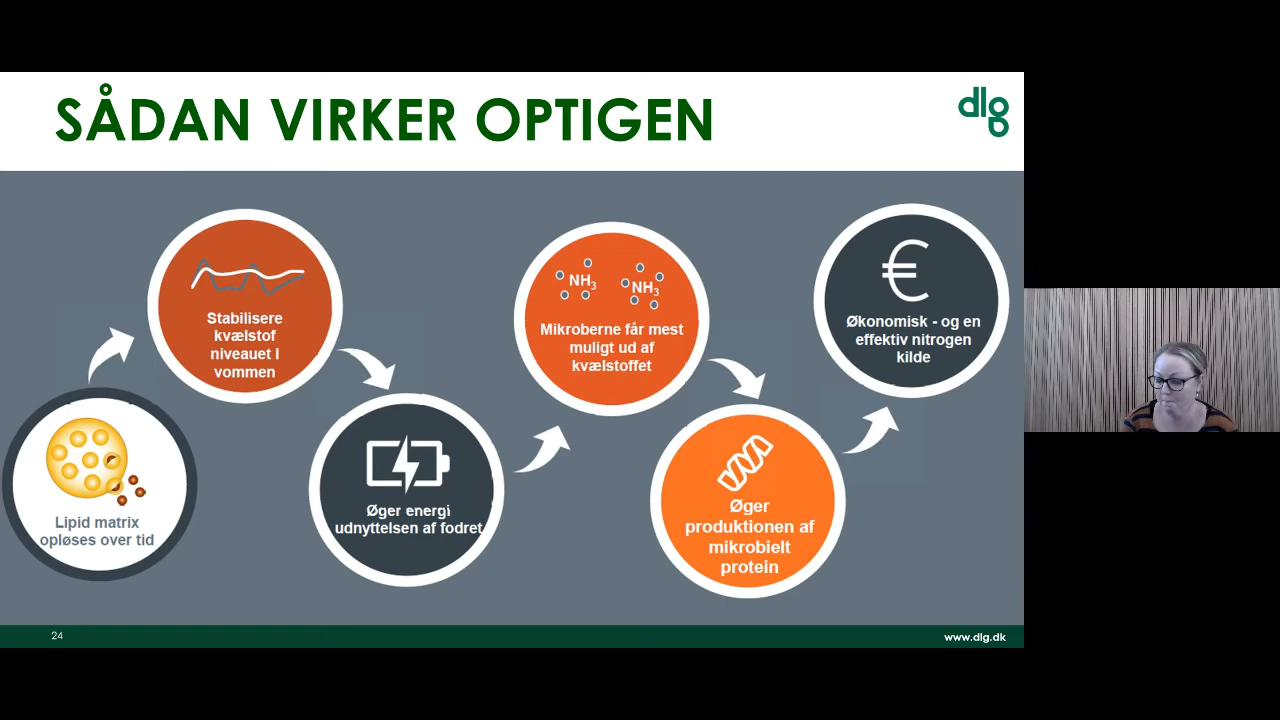 SÅDAN VIRKER OPTIGEN
dlg
Lipid matrix
opløses over tid
Stabilisere
kvælstof
niveauet I
vommen
Øger energi
udnyttelsen af fodret
NH3 NH3
Mikroberne får mest
muligt ud af
kvælstoffet
Øger
produktionen af
mikrobielt
protein
€
Økonomisk - og en
effektiv nitrogen
kilde
24
www.dlg.dk